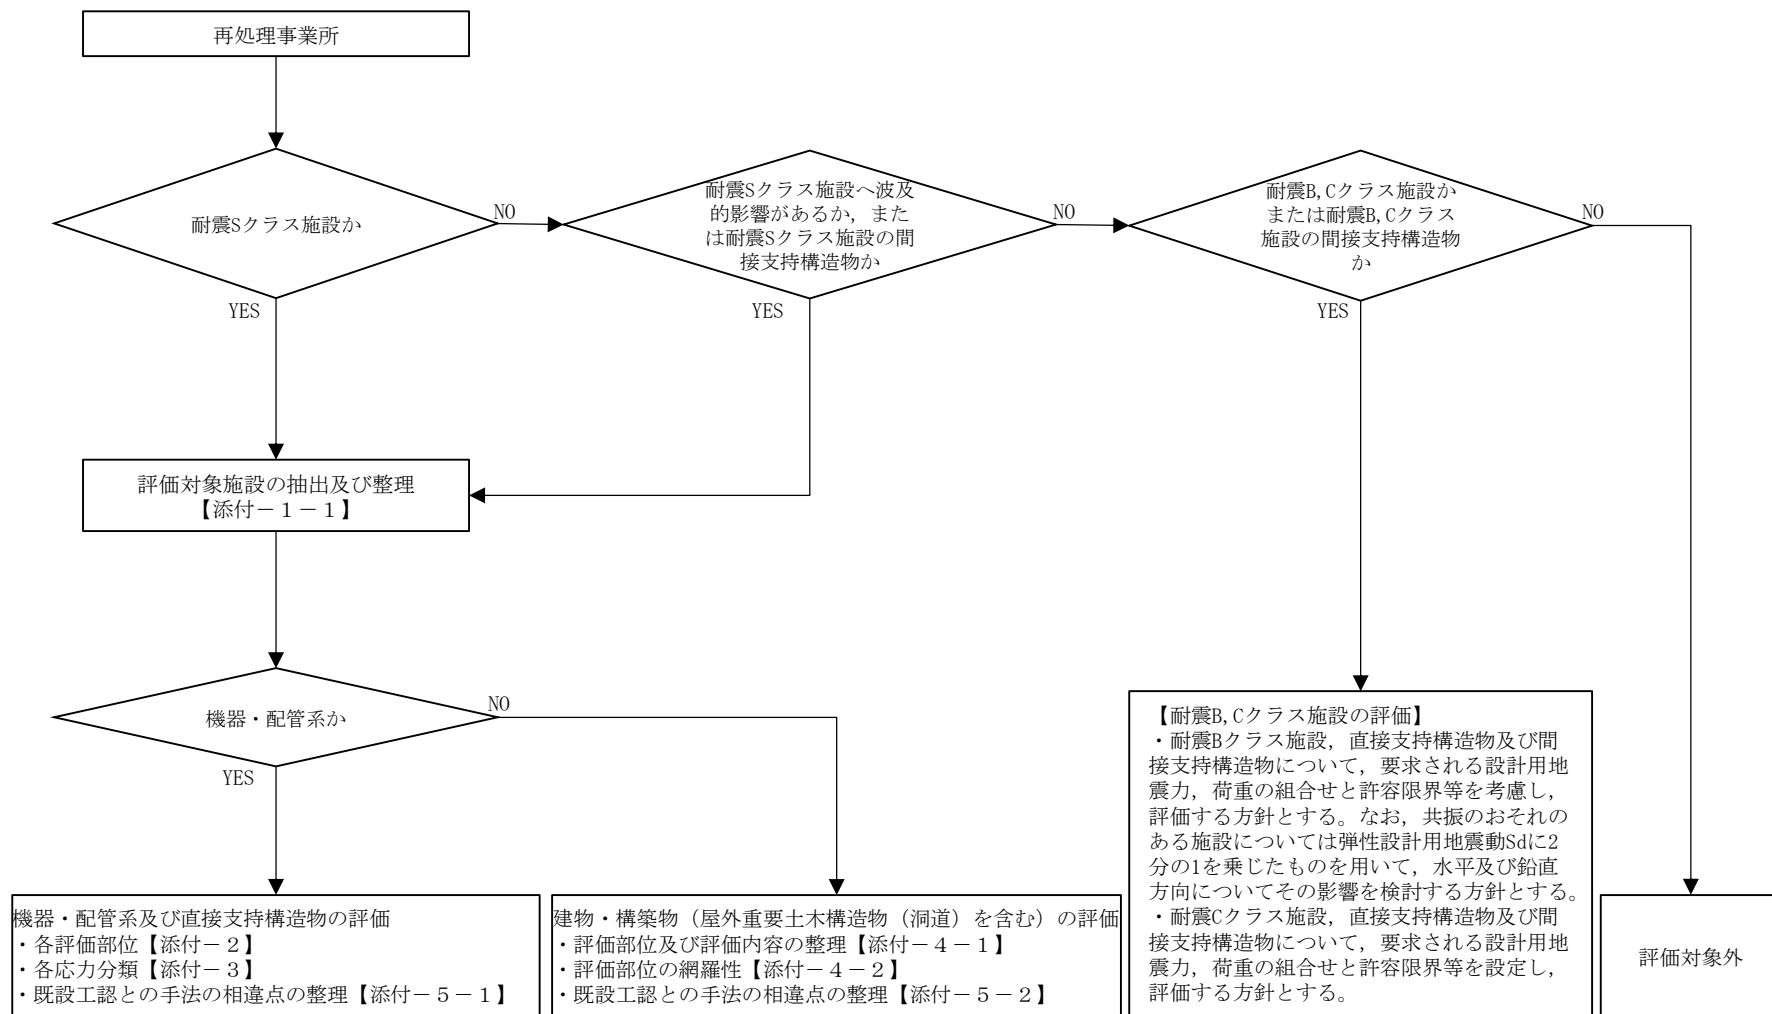 再処理事業所
耐震Sクラス施設か
NO
YES
耐震Sクラス施設へ波及
的影響があるか，また
は耐震Sクラス施設の間
接支持構造物か
NO
YES
耐震B,Cクラス施設か
または耐震B,Cクラス
施設の間接支持構造物
か
NO
YES
評価対象施設の抽出及び整理
【添付－１－１】
機器・配管系か
NO
YES
機器・配管系及び直接支持構造物の評価
・各評価部位【添付－２】
・各応力分類【添付－３】
・既設工認との手法の相違点の整理【添付－５－１】
建物・構築物（屋外重要土木構造物（洞道）を含む）の評価
・評価部位及び評価内容の整理【添付－４－１】
・評価部位の網羅性【添付－４－２】
・既設工認との手法の相違点の整理【添付－５－２】
【耐震B,Cクラス施設の評価】
・耐震Bクラス施設，直接支持構造物及び間
接支持構造物について，要求される設計用地
震力，荷重の組合せと許容限界等を考慮し，
評価する方針とする。なお，共振のおそれの
ある施設については弾性設計用地震動Sdに2
分の1を乗じたものを用いて，水平及び鉛直
方向についてその影響を検討する方針とする。
・耐震Cクラス施設，直接支持構造物及び間
接支持構造物について，要求される設計用地
震力，荷重の組合せと許容限界等を設定し，
評価する方針とする。
評価対象外